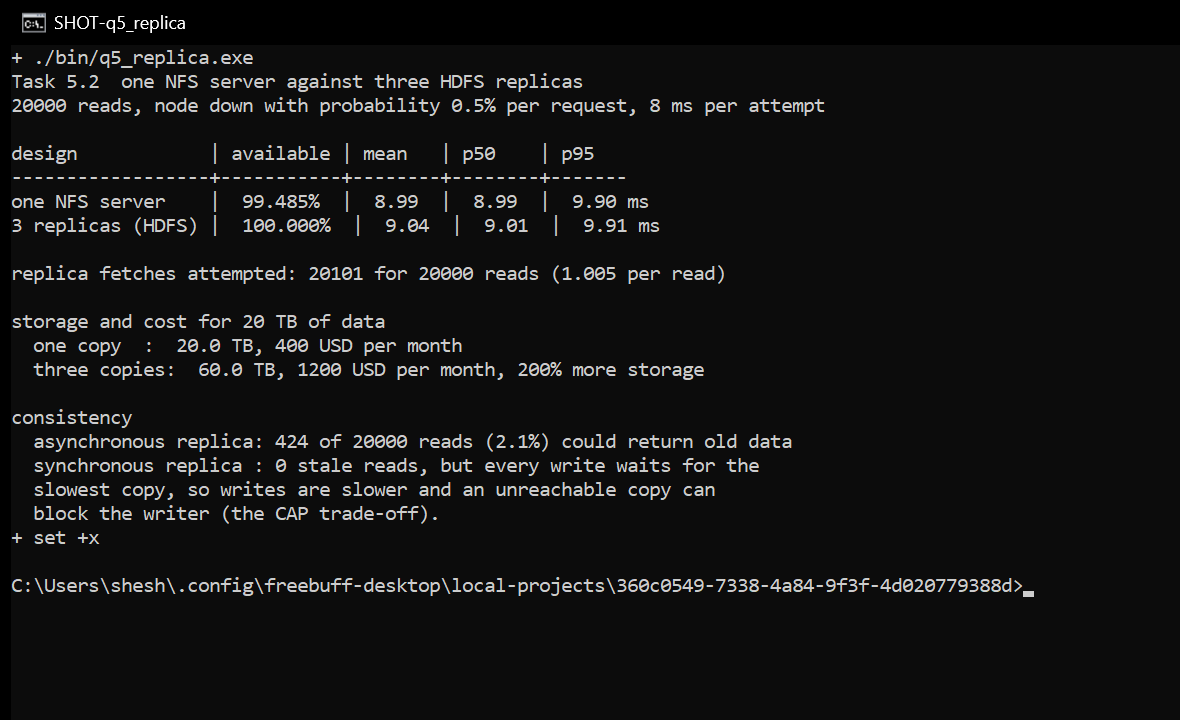 SHOT-q5_replica
+ ./bin/q5_replica.exe
Task 5.2  one NFS server against three HDFS replicas
20000 reads, node down with probability 0.5% per request, 8 ms per attempt
design            | available | mean   | p50    | p95
------------------+-----------+--------+--------+-------
one NFS server    |  99.485%  |  8.99  |  8.99  |  9.90 ms
3 replicas (HDFS) |  100.000%  |  9.04  |  9.01  |  9.91 ms
replica fetches attempted: 20101 for 20000 reads (1.005 per read)
storage and cost for 20 TB of data
  one copy  :  20.0 TB, 400 USD per month
  three copies:  60.0 TB, 1200 USD per month, 200% more storage
consistency
  asynchronous replica: 424 of 20000 reads (2.1%) could return old data
  synchronous replica : 0 stale reads, but every write waits for the
  slowest copy, so writes are slower and an unreachable copy can
  block the writer (the CAP trade-off).
+ set +x
C:\Users\shesh\.config\freebuff-desktop\local-projects\360c0549-7338-4a84-9f3f-4d020779388d>